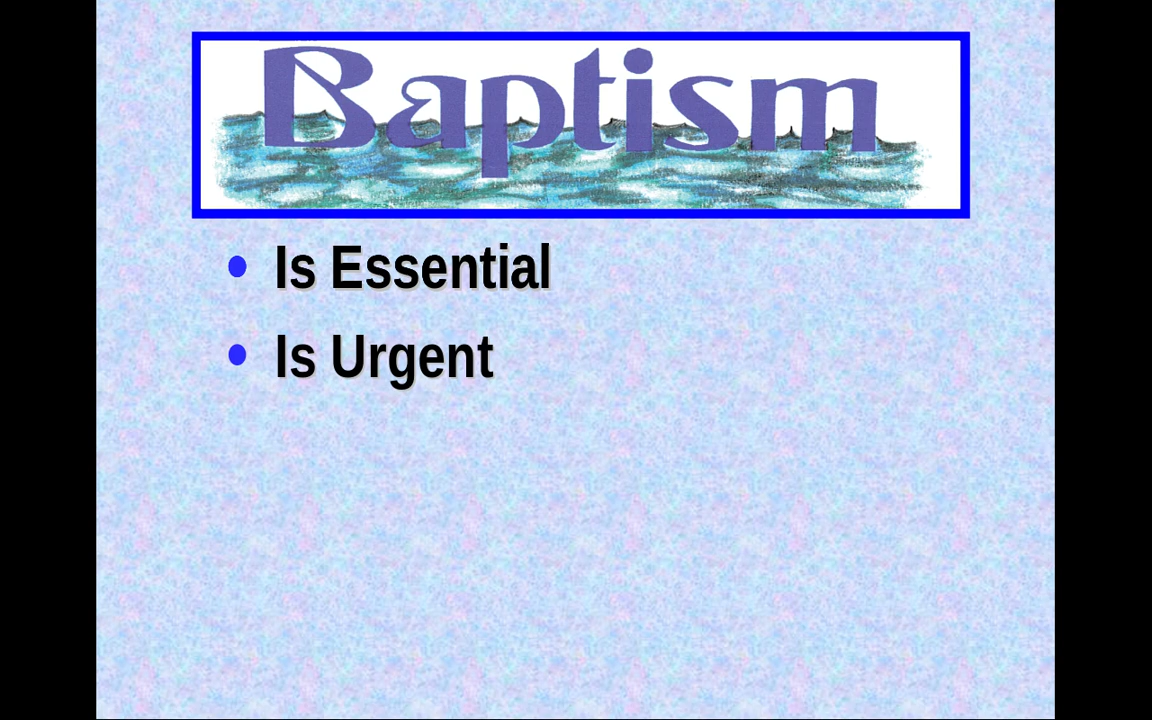 Baptism
• Is Essential
• Is Urgent